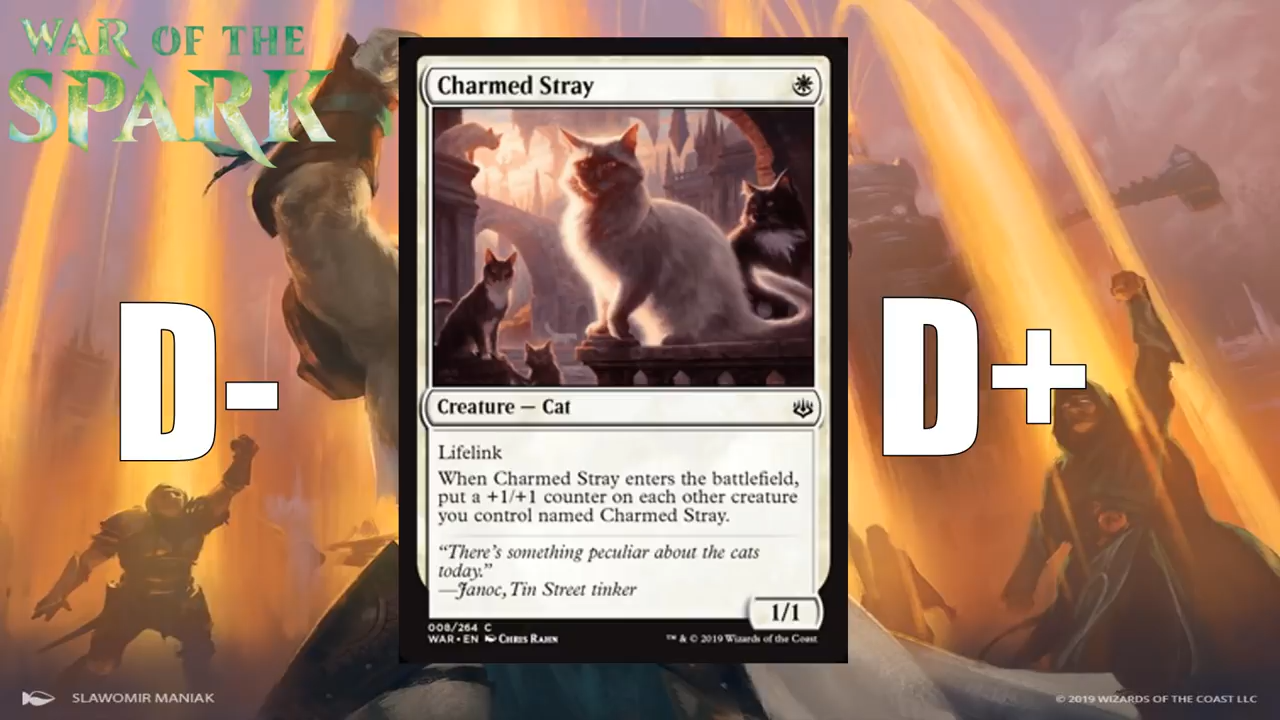 WAR OF THE
SPARK
Charmed Stray
D-
D+
Creature — Cat
Lifelink
When Charmed Stray enters the battlefield,
put a +1/+1 counter on each other creature
you control named Charmed Stray.
“There’s something peculiar about the cats
today.”
—Janoc, Tin Street tinker
1/1
008/264 C
WAR • EN CHRIS RAHN
™ & © 2019 Wizards of the Coast
SLAWOMIR MANIAK
© 2019 WIZARDS OF THE COAST LLC